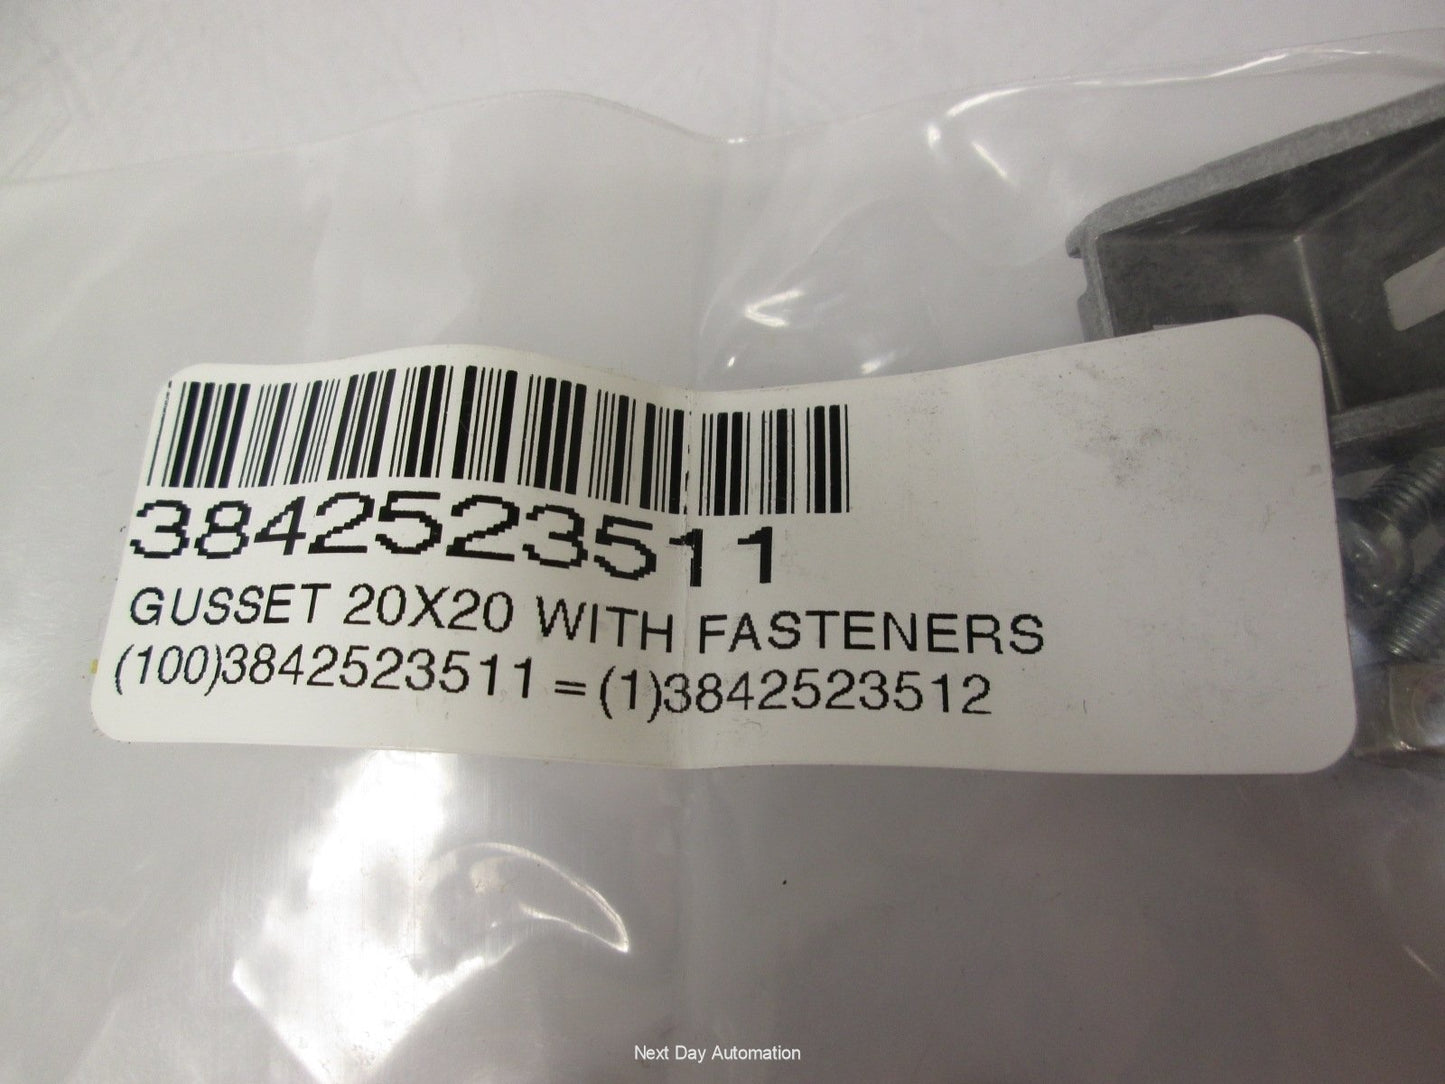 3842523511
GUSSET 20X20 WITH FASTENERS
(100)3842523511 = (1)3842523512
Next Day Automation